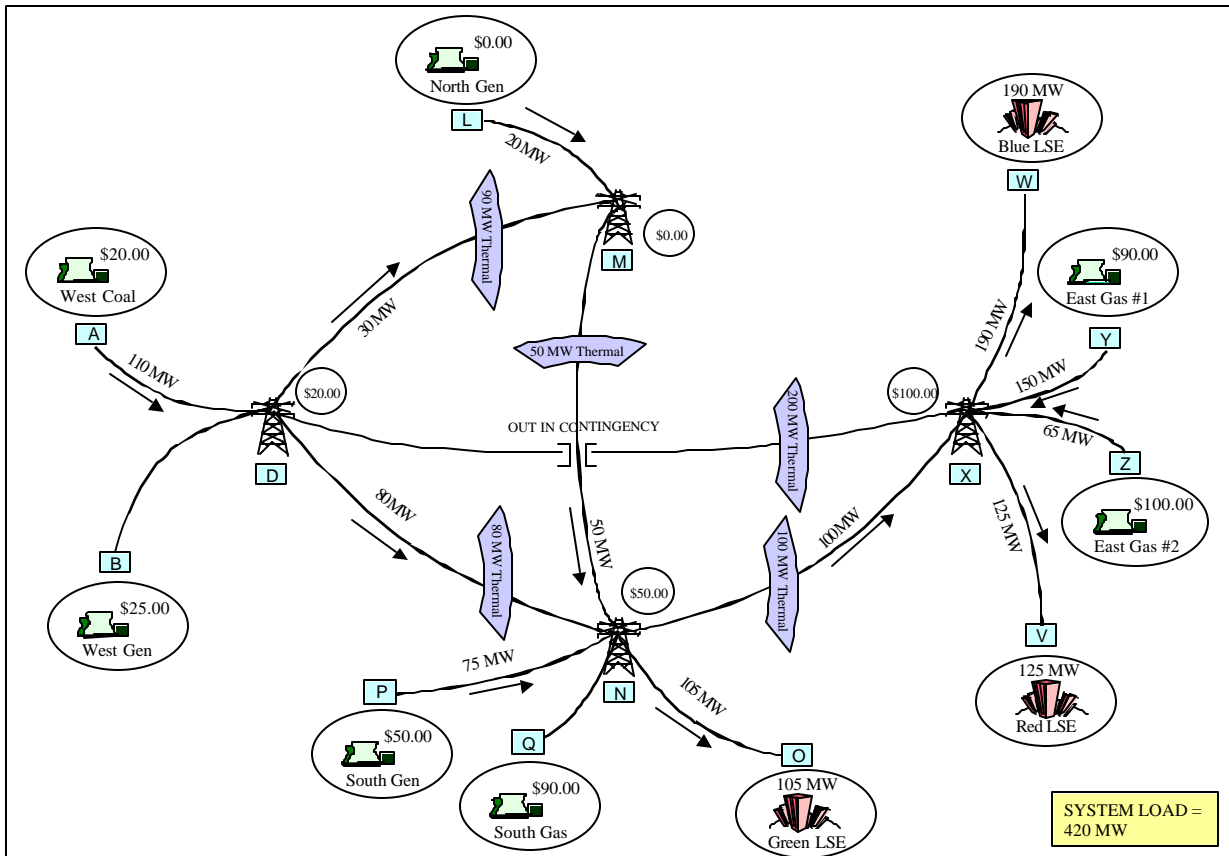 $0.00
North Gen
L
20 MW
90 MW Thermal
$0.00
M
190 MW
Blue LSE
W
$20.00
West Coal
A
110 MW
30 MW
50 MW Thermal
190 MW
$90.00
East Gas #1
Y
150 MW
$20.00
D
OUT IN CONTINGENCY
200 MW Thermal
$100.00
X
65 MW
Z
$100.00
East Gas #2
B
$25.00
West Gen
80 MW
80 MW Thermal
50 MW
$50.00
100 MW Thermal
100 MW
125 MW
V
125 MW
Red LSE
75 MW
P
$50.00
South Gen
N
105 MW
Q
$90.00
South Gas
O
105 MW
Green LSE
SYSTEM LOAD =
420 MW